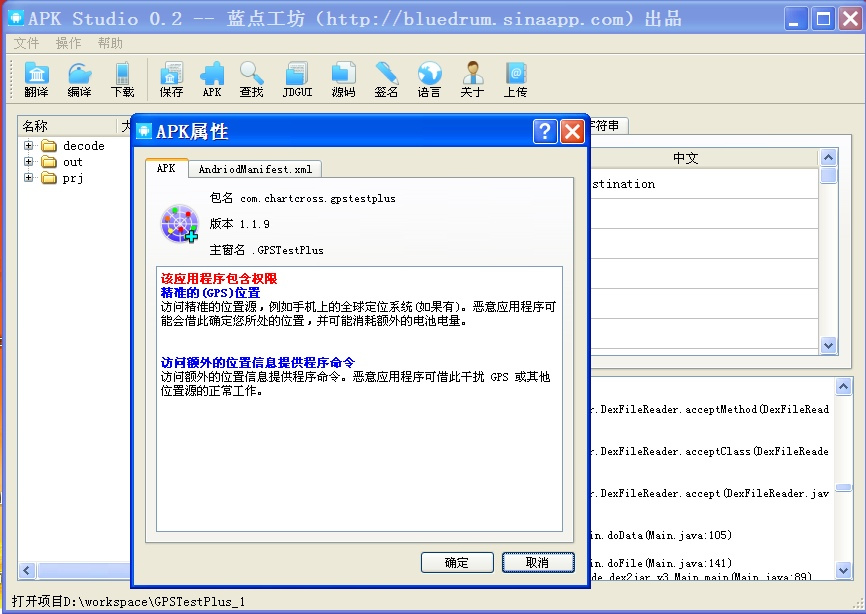 APK Studio 0.2 -- 蓝点工坊（http://bluedrum.sinaapp.com）出品
文件 操作 帮助
翻译 编译 下载 保存 APK 查找 JDGUI 源码 签名 语言 关于 上传
名称
decode
out
prj
字符串
中文
stination
APK属性
APK AndriodManifest.xml
包名 com.chartcross.gpstestplus
版本 1.1.9
主窗名 .GPSTestPlus
该应用程序包含权限
精准的(GPS)位置
访问精准的位置源，例如手机上的全球定位系统(如果有)。恶意应用程序可
能会借此确定您所处的位置，并可能消耗额外的电池电量。
访问额外的位置信息提供程序命令
访问额外的位置信息提供程序命令。恶意应用程序可借此干扰 GPS 或其他
位置源的正常工作。
确定 取消
r.DexFileReader.acceptMethod(DexFileRead
r.DexFileReader.acceptClass(DexFileReade
r.DexFileReader.accept(DexFileReader.jav
in.doData(Main.java:105)
in.doFile(Main.java:141)
de.dex2jar.v3.Main.main(Main.java:89)
打开项目D:\workspace\GPSTestPlus_1